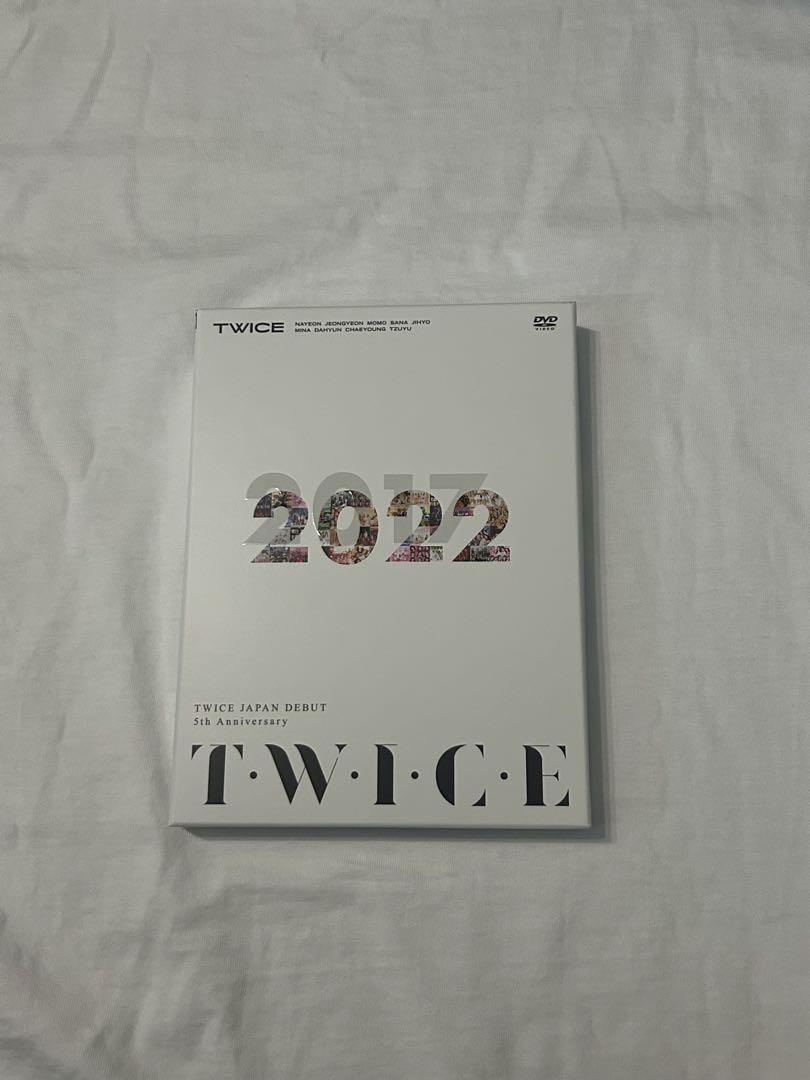 TWICE NAYEON JEONGYEON MOMO SANA JIHYO
MINA DAHYUN CHAEYOUNG TZUYU
DVD
VIDEO
2017
2022
TWICE JAPAN DEBUT
5th Anniversary
T·W·I·C·E